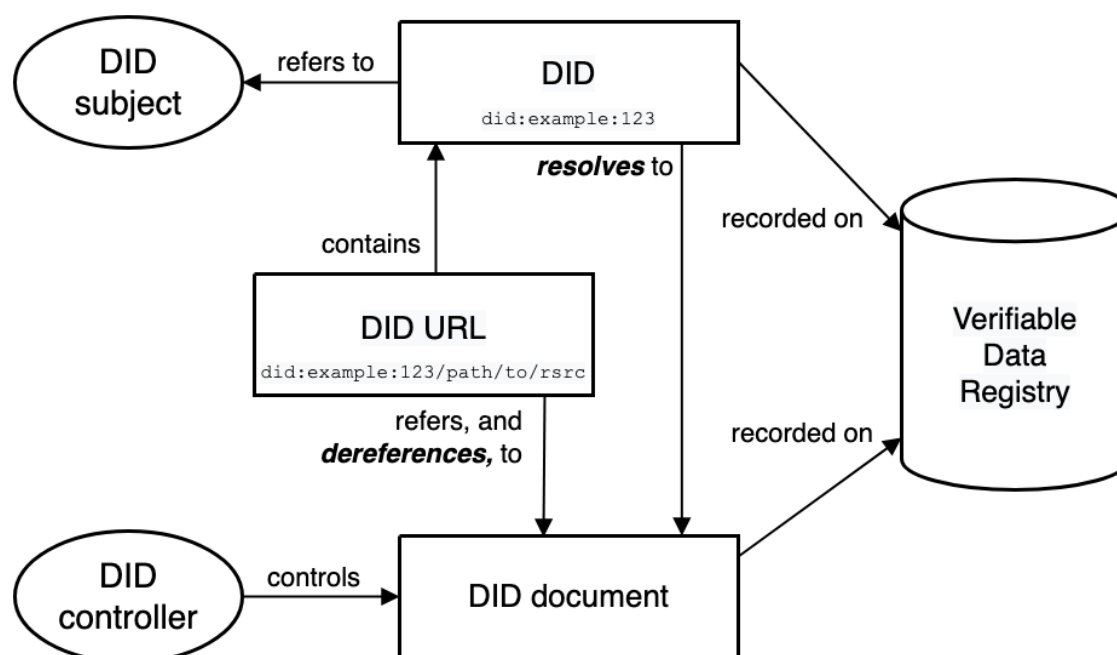 DID
subject
refers to
DID
did:example:123
resolves to
recorded on
contains
DID URL
did:example:123/path/to/rsrc
Verifiable
Data
Registry
refers, and
dereferences, to
recorded on
DID
controller
controls
DID document